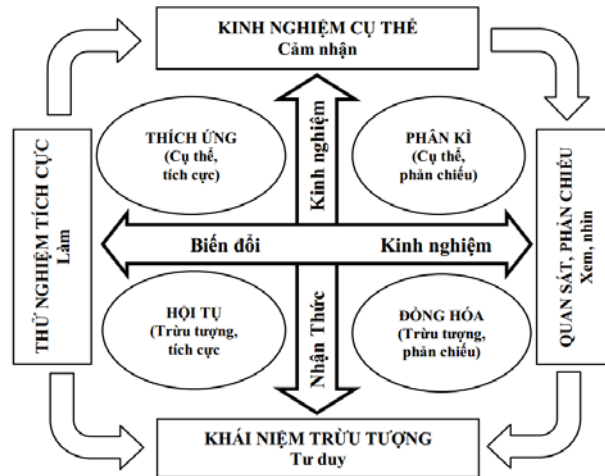 KINH NGHIỆM CỤ THỂ
Cảm nhận
THÍCH ỨNG
(Cụ thể,
tích cực)
Kinh nghiệm
PHÂN KÌ
(Cụ thể,
phản chiếu)
THỬ NGHIỆM TÍCH CỰC
Làm
Biến đổi
Kinh nghiệm
QUAN SÁT, PHẢN CHIẾU
Xem, nhìn
HỘI TỤ
(Trừu tượng,
tích cực
Nhận Thức
ĐỒNG HÓA
(Trừu tượng,
phản chiếu)
KHÁI NIỆM TRỪU TƯỢNG
Tư duy